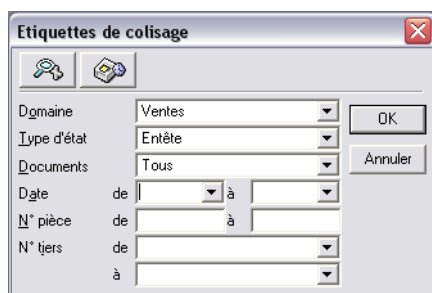 Etiquettes de colisage
Domaine Ventes OK
Type d'état Entête
Documents Tous Annuler
Date de à
N° pièce de à
N° tiers de
à